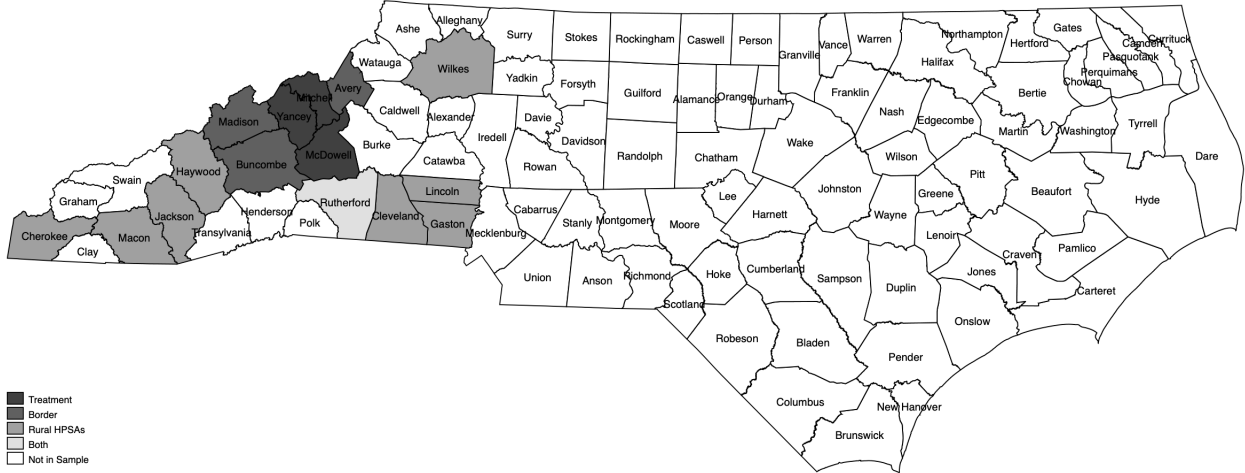 Ashe
Alleghany
Surry
Stokes
Rockingham
Caswell
Person
Granville
Vance
Warren
Northampton
Halifax
Hertford
Gates
Camden
Currituck
Pasquotank
Perquimans
Chowan
Bertie
Watauga
Wilkes
Yadkin
Forsyth
Guilford
Alamance
Orange
Durham
Franklin
Nash
Edgecombe
Martin
Washington
Tyrrell
Dare
Mitchell
Avery
Yancey
Madison
Caldwell
Alexander
Iredell
Davie
Davidson
Randolph
Chatham
Wake
Wilson
Pitt
Beaufort
Hyde
McDowell
Burke
Catawba
Rowan
Buncombe
Haywood
Swain
Graham
Jackson
Cherokee
Macon
Clay
Transylvania
Henderson
Polk
Rutherford
Cleveland
Lincoln
Gaston
Mecklenburg
Cabarrus
Stanly
Montgomery
Moore
Lee
Harnett
Johnston
Wayne
Greene
Lenoir
Craven
Pamlico
Jones
Carteret
Union
Anson
Richmond
Scotland
Hoke
Cumberland
Sampson
Duplin
Onslow
Robeson
Bladen
Pender
Columbus
New Hanover
Brunswick
Treatment
Border
Rural HPSAs
Both
Not in Sample